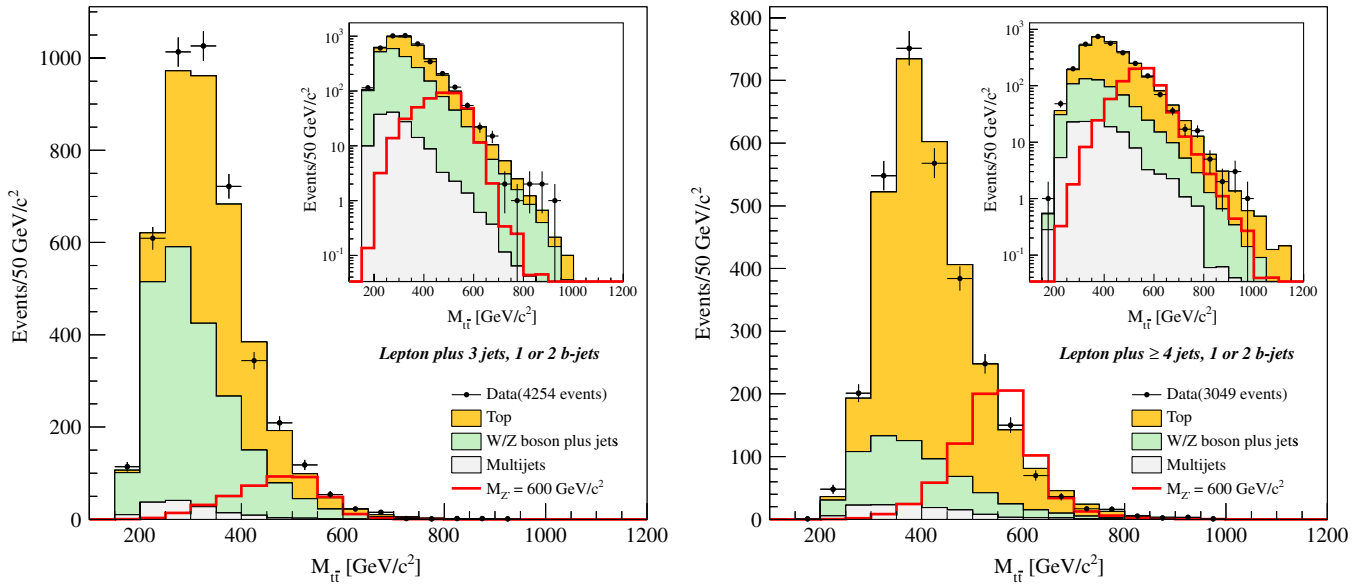 Events/50 GeV/c²
1000
800
600
400
200
0
200 400 600 800 1000 1200
M_tt̄ [GeV/c²]
Events/50 GeV/c²
10³
10²
10
1
10⁻¹
200 400 600 800 1000 1200
M_tt̄ [GeV/c²]
Lepton plus 3 jets, 1 or 2 b-jets
Data(4254 events)
Top
W/Z boson plus jets
Multijets
M_Z' = 600 GeV/c²
Events/50 GeV/c²
800
700
600
500
400
300
200
100
0
200 400 600 800 1000 1200
M_tt̄ [GeV/c²]
Events/50 GeV/c²
10³
10²
10
1
10⁻¹
200 400 600 800 1000 1200
M_tt̄ [GeV/c²]
Lepton plus ≥ 4 jets, 1 or 2 b-jets
Data(3049 events)
Top
W/Z boson plus jets
Multijets
M_Z' = 600 GeV/c²